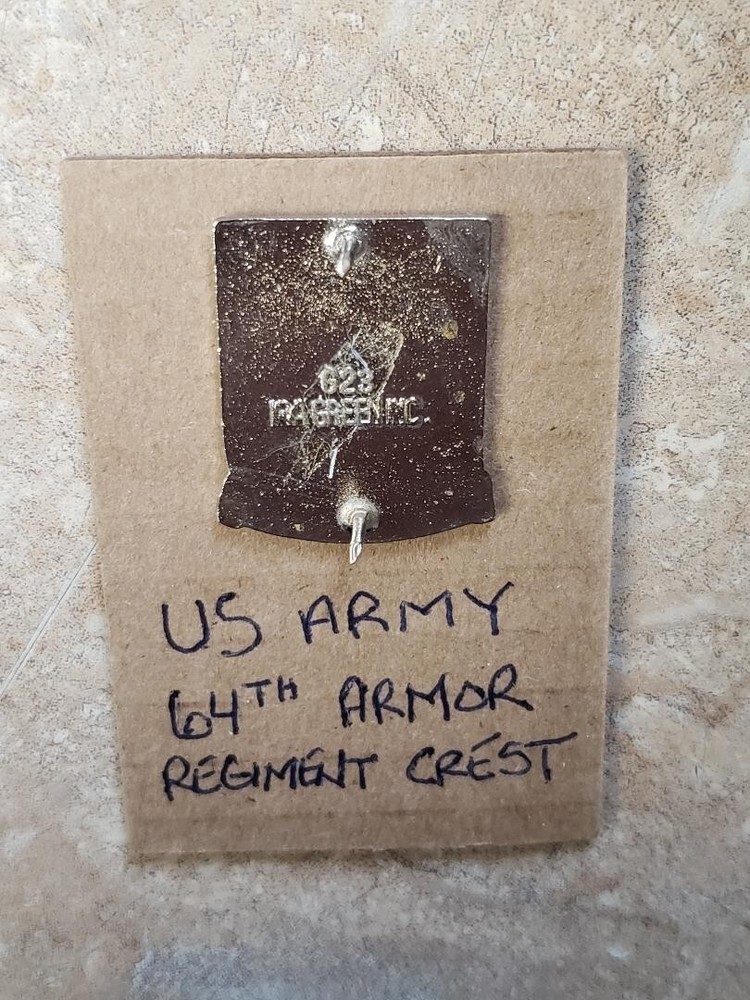 G23
IRA GREEN INC.
US ARMY
64TH ARMOR
REGIMENT CREST